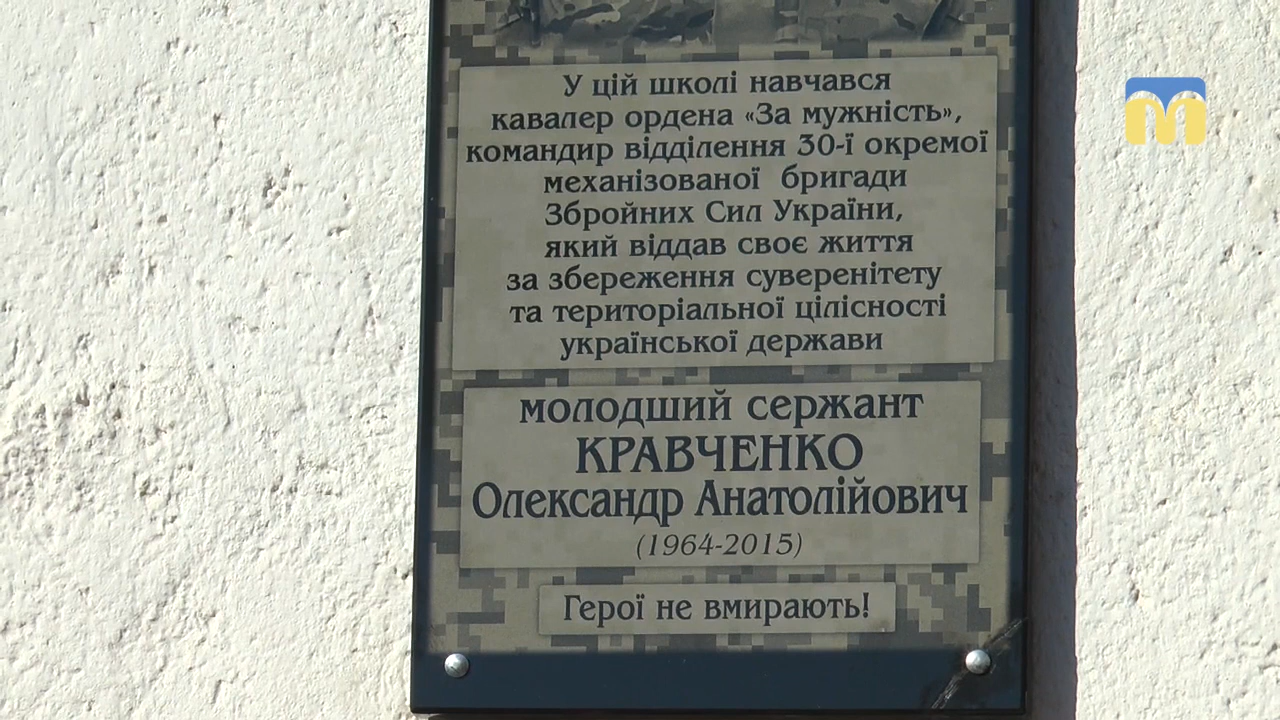 У цій школі навчався
кавалер ордена «За мужність»,
командир відділення 30-ї окремої
механізованої бригади
Збройних Сил України,
який віддав своє життя
за збереження суверенітету
та територіальної цілісності
української держави
молодший сержант
КРАВЧЕНКО
Олександр Анатолійович
(1964-2015)
Герої не вмирають!